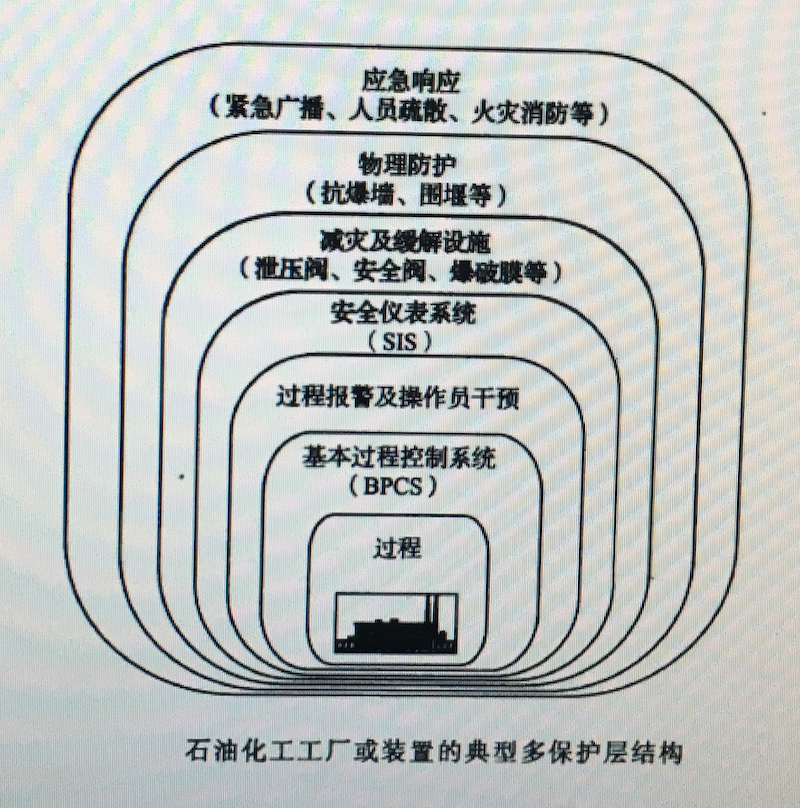 应急响应
（紧急广播、人员疏散、火灾消防等）
物理防护
（抗爆墙、围堰等）
减灾及缓解设施
（泄压阀、安全阀、爆破膜等）
安全仪表系统
（SIS）
过程报警及操作员干预
基本过程控制系统
（BPCS）
过程
石油化工工厂或装置的典型多保护层结构